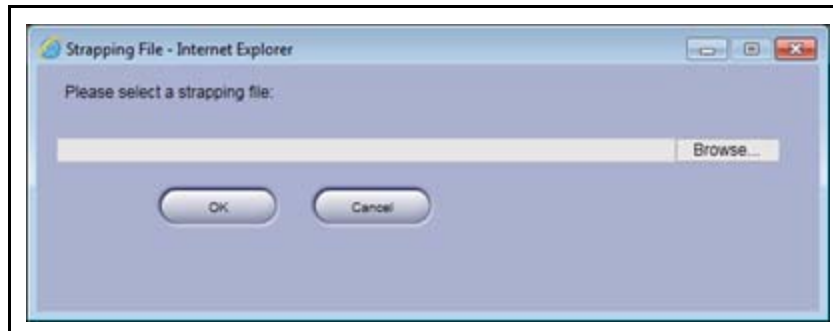 Strapping File - Internet Explorer
Please select a strapping file:
Browse...
OK
Cancel